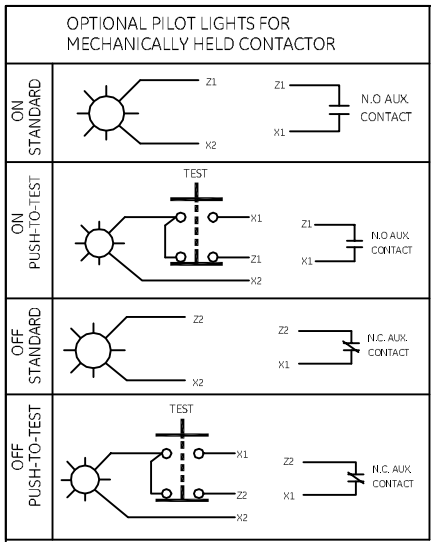 OPTIONAL PILOT LIGHTS FOR
MECHANICALLY HELD CONTACTOR
ON
STANDARD
Z1
X2
Z1
X1
N.O AUX.
CONTACT
ON
PUSH-TO-TEST
TEST
X1
Z1
X2
Z1
X1
N.O AUX.
CONTACT
OFF
STANDARD
Z2
X2
Z2
X1
N.C. AUX.
CONTACT
OFF
PUSH-TO-TEST
TEST
X1
Z2
X2
Z2
X1
N.C. AUX.
CONTACT